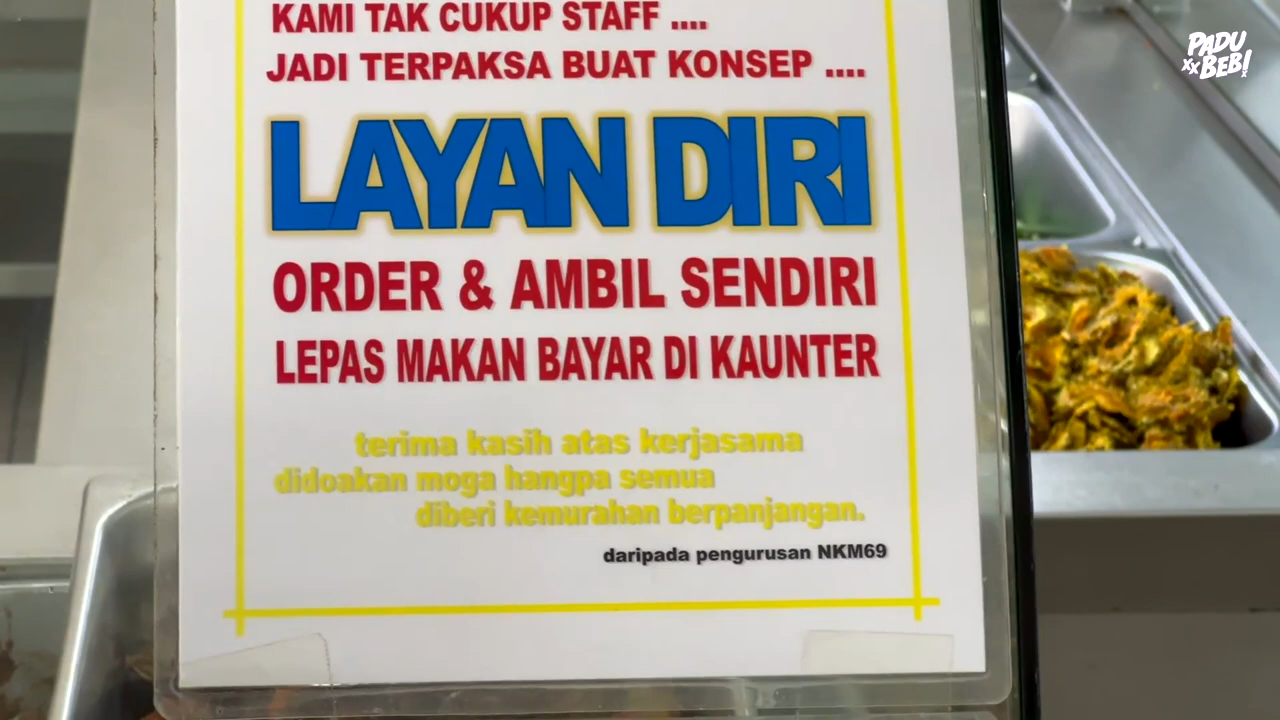 KAMI TAK CUKUP STAFF ....
JADI TERPAKSA BUAT KONSEP ....
LAYAN DIRI
ORDER & AMBIL SENDIRI
LEPAS MAKAN BAYAR DI KAUNTER
terima kasih atas kerjasama
didoakan moga hangpa semua
diberi kemurahan berpanjangan.
daripada pengurusan NKM69
PADU
xx BEBI x